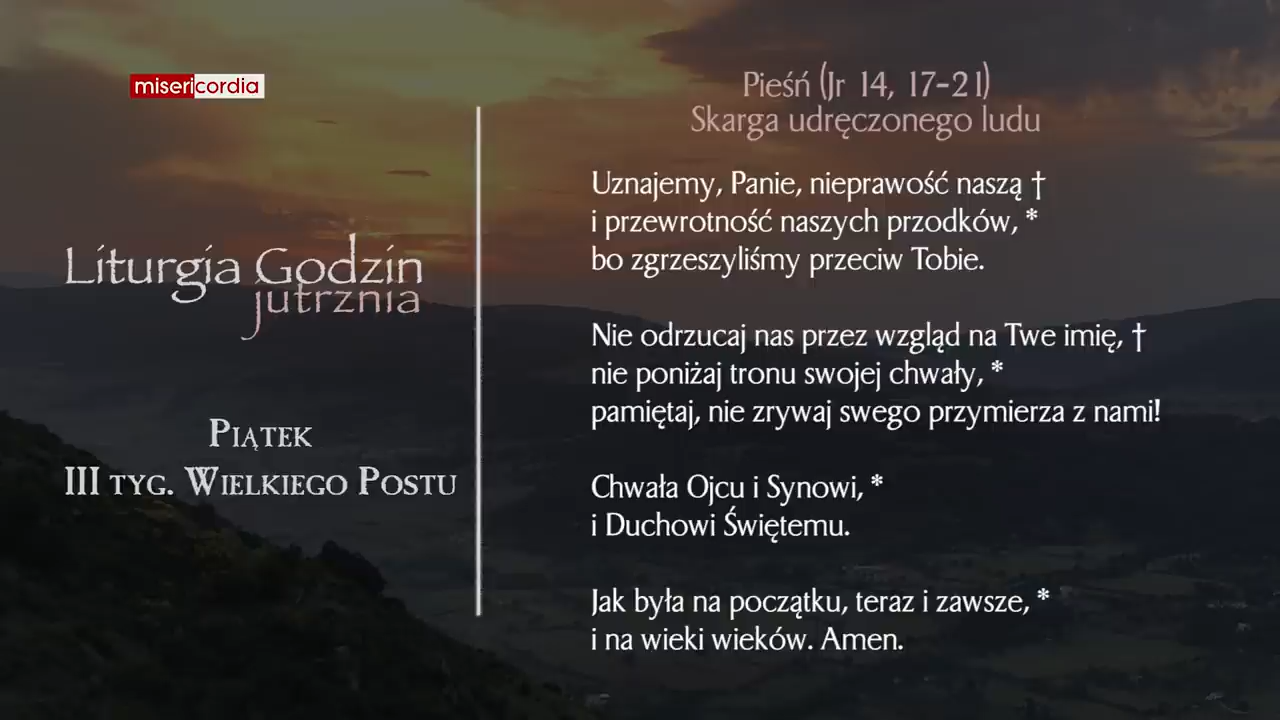 misericordia
Liturgia Godzin
jutrznia
Piątek
III tyg. Wielkiego Postu
Pieśń (Jr 14, 17-21)
Skarga udręczonego ludu
Uznajemy, Panie, nieprawość naszą †
i przewrotność naszych przodków, *
bo zgrzeszyliśmy przeciw Tobie.
Nie odrzucaj nas przez wzgląd na Twe imię, †
nie poniżaj tronu swojej chwały, *
pamiętaj, nie zrywaj swego przymierza z nami!
Chwała Ojcu i Synowi, *
i Duchowi Świętemu.
Jak była na początku, teraz i zawsze, *
i na wieki wieków. Amen.